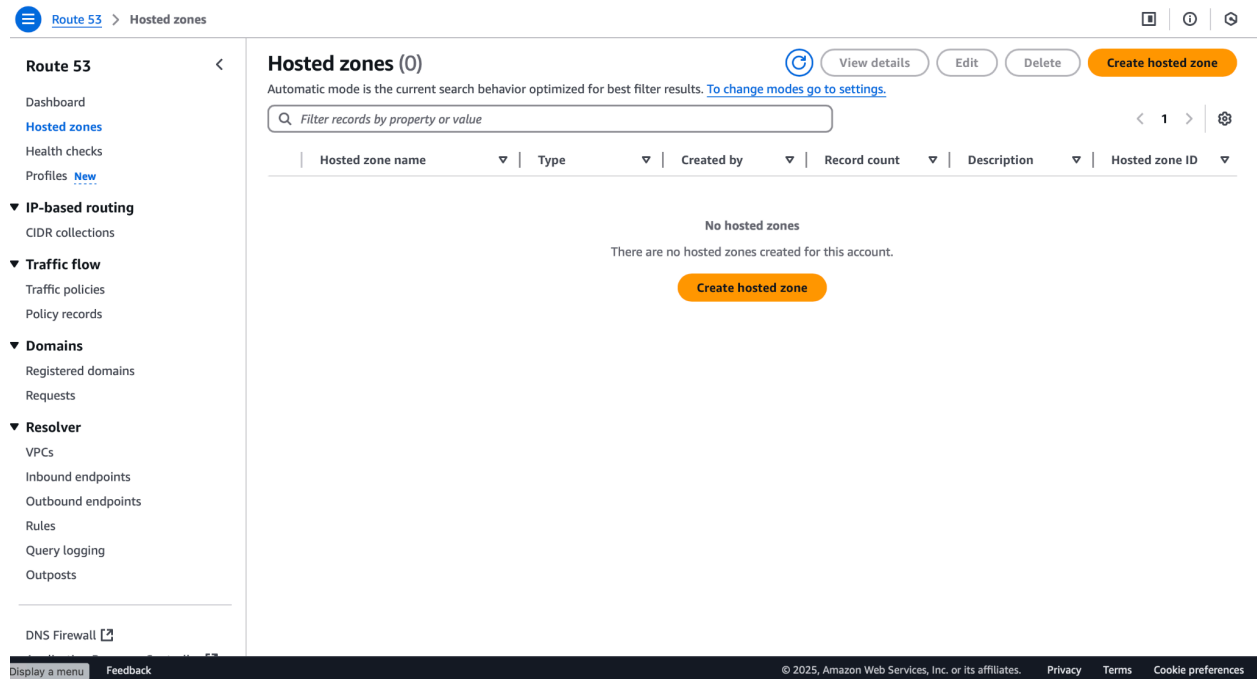 Route 53 > Hosted zones
Route 53
Dashboard
Hosted zones
Health checks
Profiles New
IP-based routing
CIDR collections
Traffic flow
Traffic policies
Policy records
Domains
Registered domains
Requests
Resolver
VPCs
Inbound endpoints
Outbound endpoints
Rules
Query logging
Outposts
DNS Firewall
Hosted zones (0)
View details
Edit
Delete
Create hosted zone
Automatic mode is the current search behavior optimized for best filter results. To change modes go to settings.
Filter records by property or value
1
Hosted zone name
Type
Created by
Record count
Description
Hosted zone ID
No hosted zones
There are no hosted zones created for this account.
Create hosted zone
Display a menu
Feedback
© 2025, Amazon Web Services, Inc. or its affiliates.
Privacy
Terms
Cookie preferences